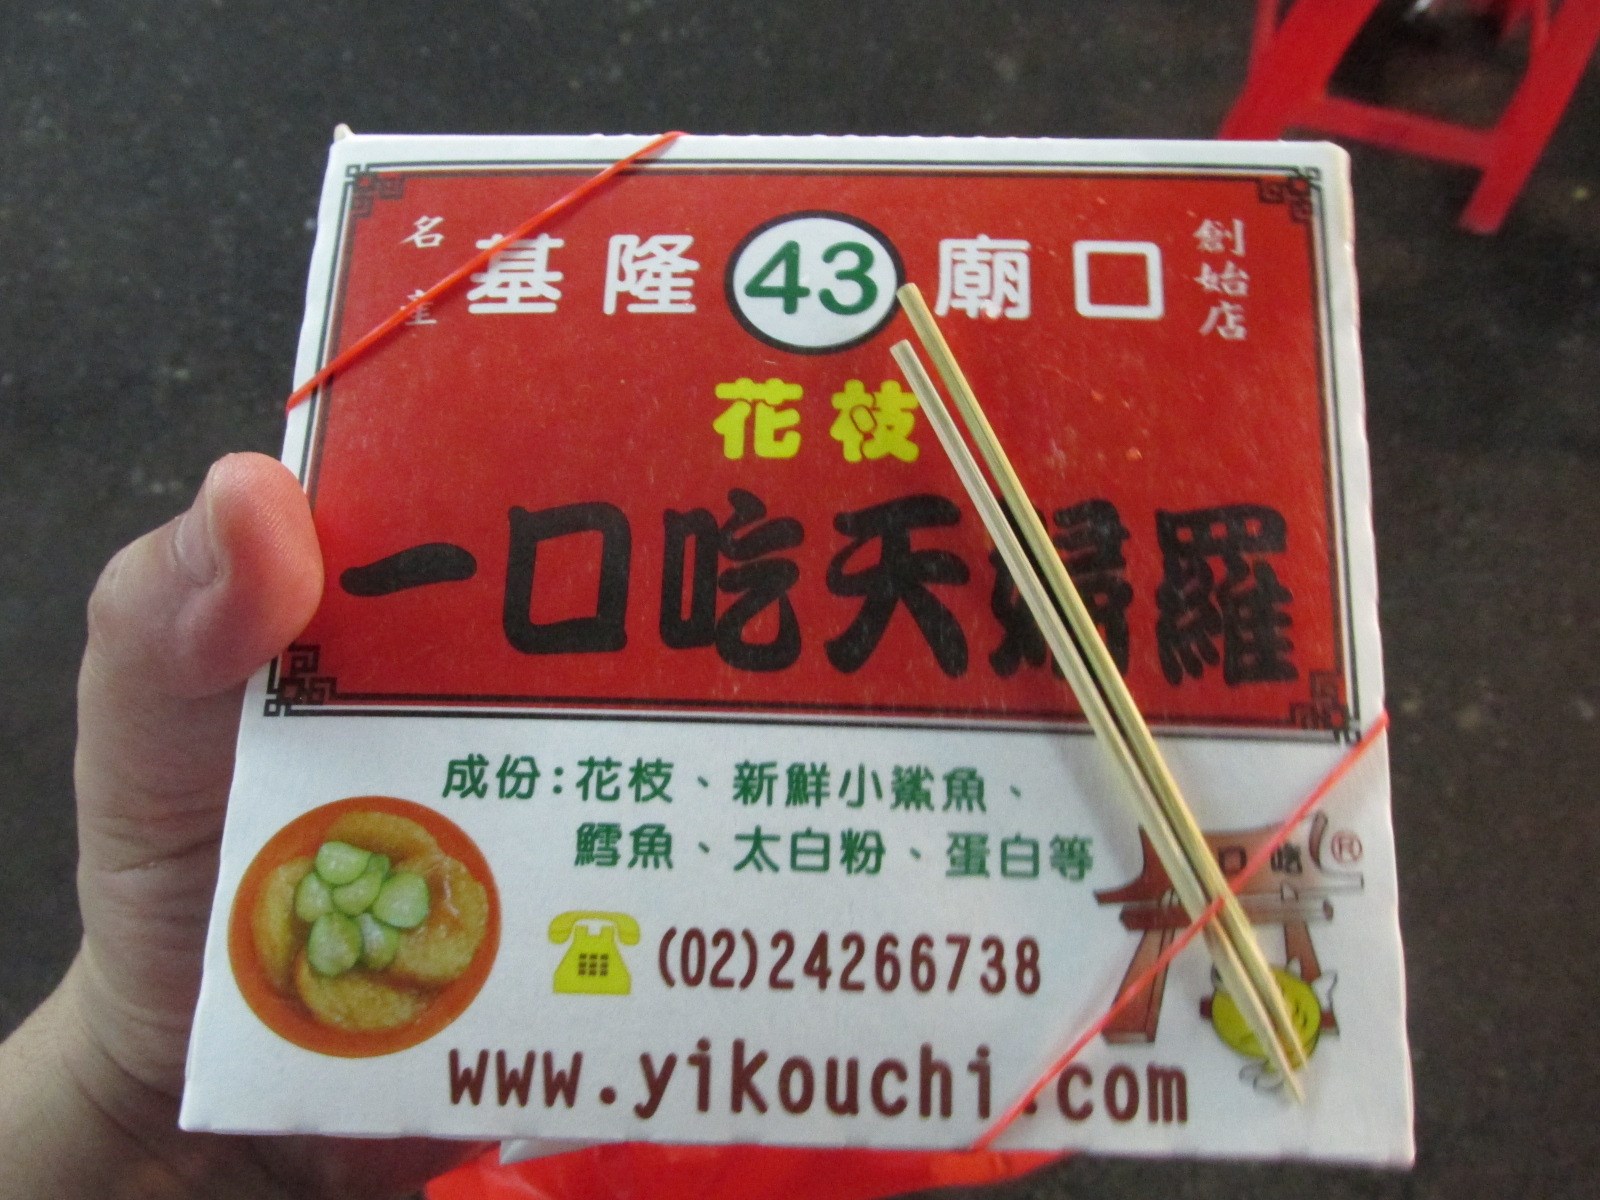 名產
基隆 43 廟口
創始店
花枝
一口吃天婦羅
成份:花枝、新鮮小鯊魚、
鱈魚、太白粉、蛋白等
(02)24266738
www.yikouchi.com
®